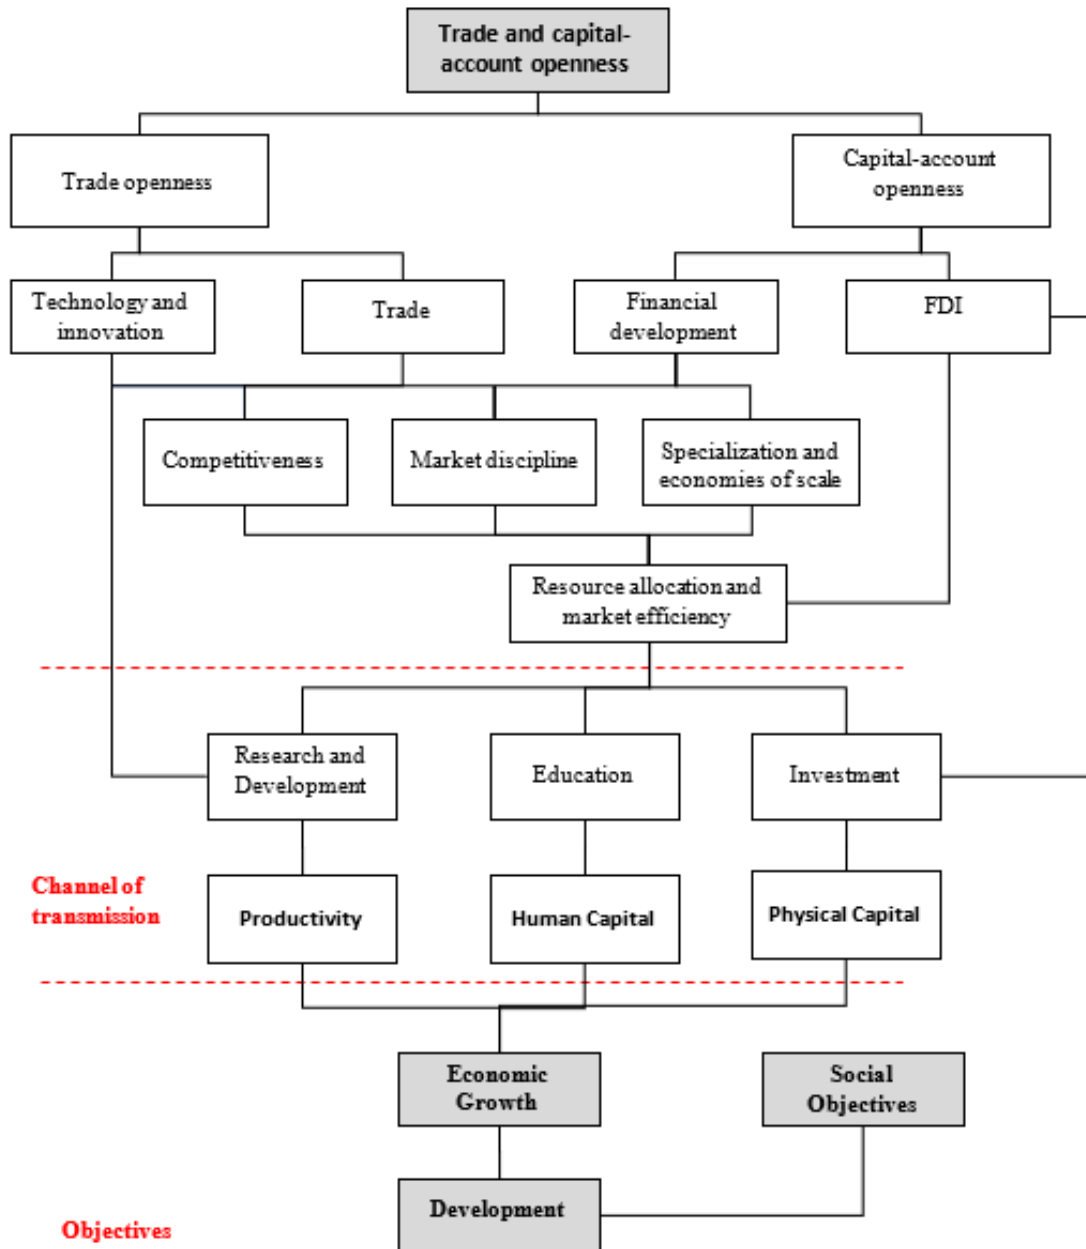 Trade and capital-
account openness
Trade openness
Capital-account
openness
Technology and
innovation
Trade
Financial
development
FDI
Competitiveness
Market discipline
Specialization and
economies of scale
Resource allocation and
market efficiency
Research and
Development
Education
Investment
Channel of
transmission
Productivity
Human Capital
Physical Capital
Economic
Growth
Social
Objectives
Development
Objectives